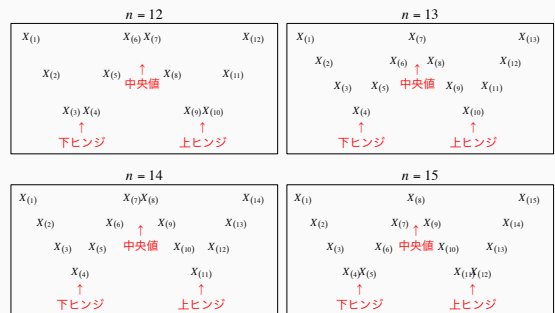 n = 12
X(1) X(6) X(7) X(12)
X(2) X(5) ↑ X(8) X(11)
中央値
X(3) X(4) X(9) X(10)
↑ ↑
下ヒンジ 上ヒンジ
n = 13
X(1) X(7) X(13)
X(2) X(6) ↑ X(8) X(12)
X(3) X(5) 中央値 X(9) X(11)
X(4) X(10)
↑ ↑
下ヒンジ 上ヒンジ
n = 14
X(1) X(7) X(8) X(14)
X(2) X(6) ↑ X(9) X(13)
X(3) X(5) 中央値 X(10) X(12)
X(4) X(11)
↑ ↑
下ヒンジ 上ヒンジ
n = 15
X(1) X(8) X(15)
X(2) X(7) ↑ X(9) X(14)
X(3) X(6) 中央値 X(10) X(13)
X(4) X(5) X(11) X(12)
↑ ↑
下ヒンジ 上ヒンジ